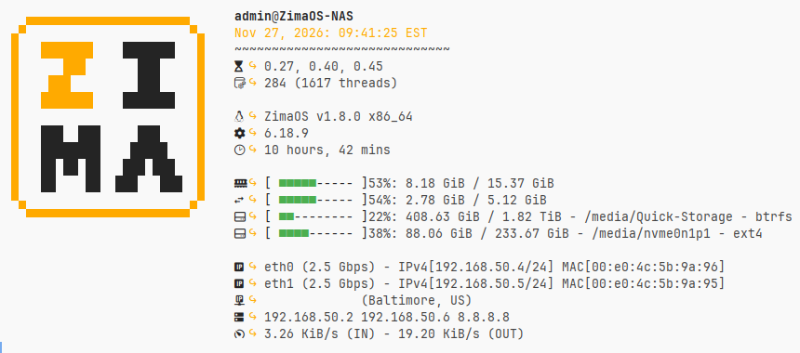 ZI
MA
admin@ZimaOS-NAS
Nov 27, 2026: 09:41:25 EST
~~~~~~~~~~~~~~~~~~~~~~~~~~~~~
0.27, 0.40, 0.45
284 (1617 threads)
ZimaOS v1.8.0 x86_64
6.18.9
10 hours, 42 mins
[ ■■■■■----- ]53%: 8.18 GiB / 15.37 GiB
[ ■■■■■----- ]54%: 2.78 GiB / 5.12 GiB
[ ■■-------- ]22%: 408.63 GiB / 1.82 TiB - /media/Quick-Storage - btrfs
[ ■■■■------ ]38%: 88.06 GiB / 233.67 GiB - /media/nvme0n1p1 - ext4
eth0 (2.5 Gbps) - IPv4[192.168.50.4/24] MAC[00:e0:4c:5b:9a:96]
eth1 (2.5 Gbps) - IPv4[192.168.50.5/24] MAC[00:e0:4c:5b:9a:95]
(Baltimore, US)
192.168.50.2 192.168.50.6 8.8.8.8
3.26 KiB/s (IN) - 19.20 KiB/s (OUT)